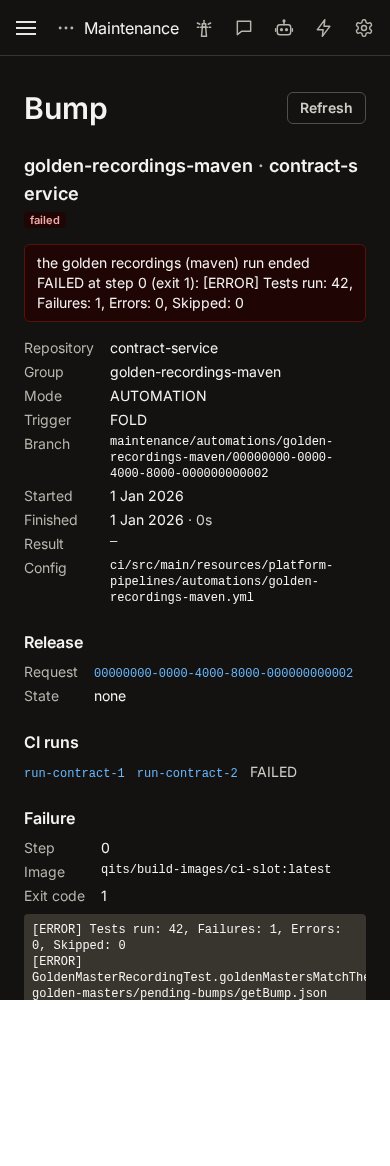 ··· Maintenance
Bump
Refresh
golden-recordings-maven · contract-s
ervice
failed
the golden recordings (maven) run ended
FAILED at step 0 (exit 1): [ERROR] Tests run: 42,
Failures: 1, Errors: 0, Skipped: 0
Repository contract-service
Group golden-recordings-maven
Mode AUTOMATION
Trigger FOLD
Branch maintenance/automations/golden-
recordings-maven/00000000-0000-
4000-8000-000000000002
Started 1 Jan 2026
Finished 1 Jan 2026 · 0s
Result —
Config ci/src/main/resources/platform-
pipelines/automations/golden-
recordings-maven.yml
Release
Request 00000000-0000-4000-8000-000000000002
State none
CI runs
run-contract-1 run-contract-2 FAILED
Failure
Step 0
Image qits/build-images/ci-slot:latest
Exit code 1
[ERROR] Tests run: 42, Failures: 1, Errors:
0, Skipped: 0
[ERROR]
GoldenMasterRecordingTest.goldenMastersMatchThe
golden-masters/pending-bumps/getBump.json